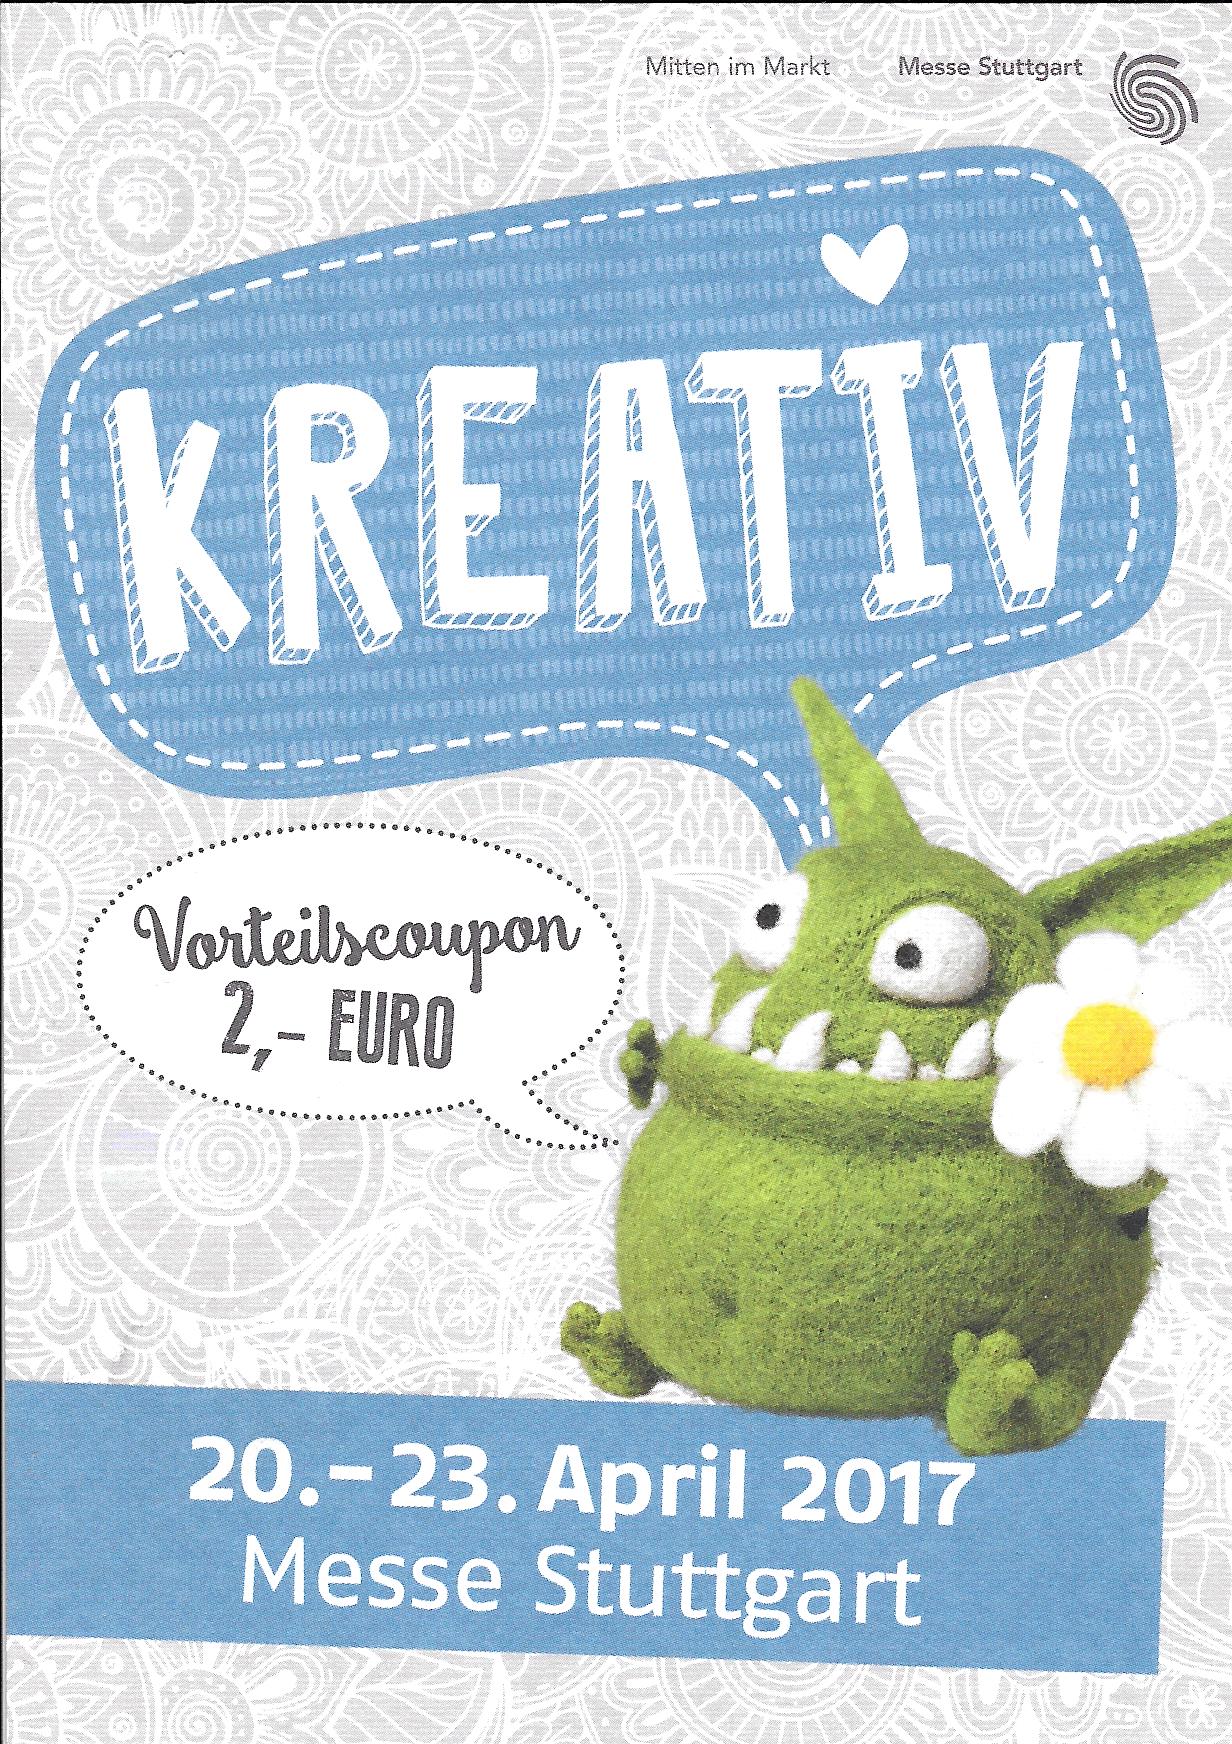 Mitten im Markt Messe Stuttgart
KREATIV
Vorteilscoupon
2,- EURO
20. – 23. April 2017
Messe Stuttgart